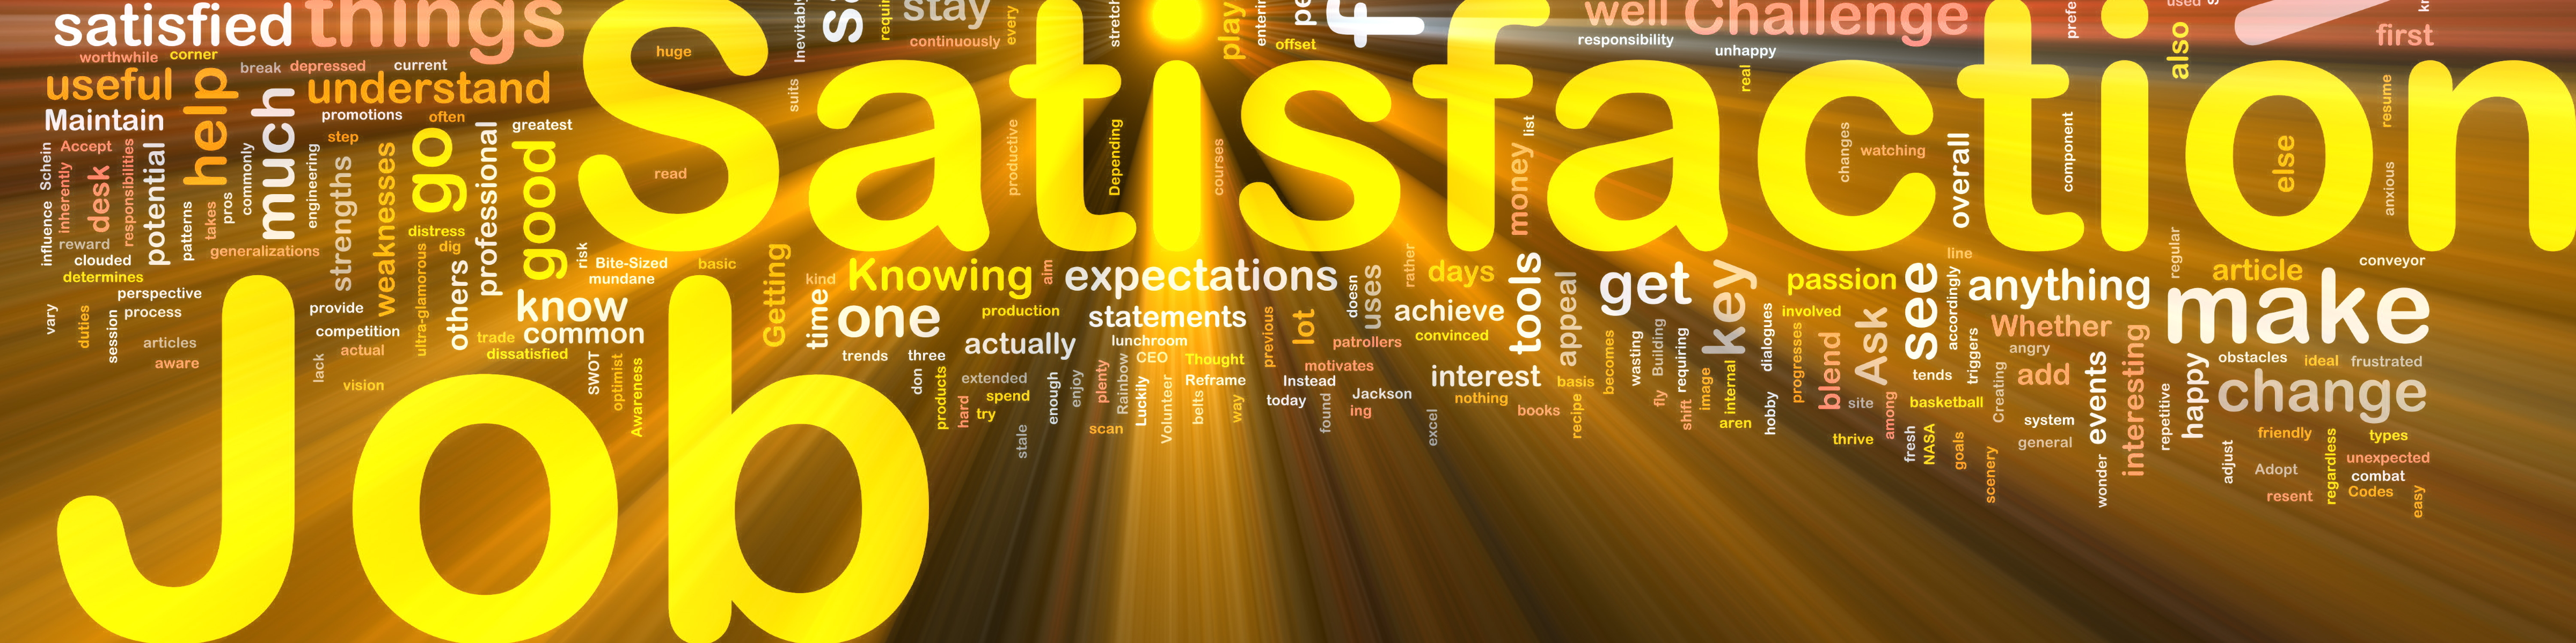 satisfied things
stay
well Challenge
also
first
worthwhile corner
huge
continuously
every
play
offset
responsibility
unhappy
break depressed current
useful help
understand
Satisfaction
Inevitably
suits
real
Maintain
much
promotions often
step
go
greatest
good
professional
Schein
Accept
inherently
desk
responsibilities
potential
patterns
takes
pros
commonly
engineering
strengths
weaknesses
read
productive
Depending
courses
money
list
changes
watching
overall
component
else
resume
anxious
influence
reward
clouded
determines
generalizations
distress
dig
ultra-glamorous
others
risk
Bite-Sized
mundane
basic
Getting
kind
time
Knowing
aim
expectations
doesn
uses
rather
days
tools
appeal
get
key
passion
see
line
accordingly
anything
regular
article
conveyor
make
vary
duties
perspective
process
session
articles
aware
provide
competition
actual
lack
vision
know
common
trade
dissatisfied
SWOT
optimist
Awareness
one
production
statements
actually
lunchroom
CEO
Thought
previous
lot
patrollers
achieve
convinced
involved
Whether
angry
triggers
trends three
don
products
extended
spend
hard
try
stale
enough
enjoy
plenty
Rainbow
Luckily
Volunteer
Reframe
belts
way
scan
motivates
Instead
today
found
Jackson
ing
excel
interest
nothing
books
basis
recipe
becomes
wasting
Building
fly
requiring
shift
image
internal
aren
dialogues
hobby
progresses
blend
Ask
site
among
thrive
tends
basketball
fresh
NASA
goals
scenery
Creating
add
system
general
events
wonder
interesting
repetitive
happy
obstacles ideal frustrated
change
friendly
types
adjust
Adopt
resent
regardless
unexpected
combat
Codes
easy
Job